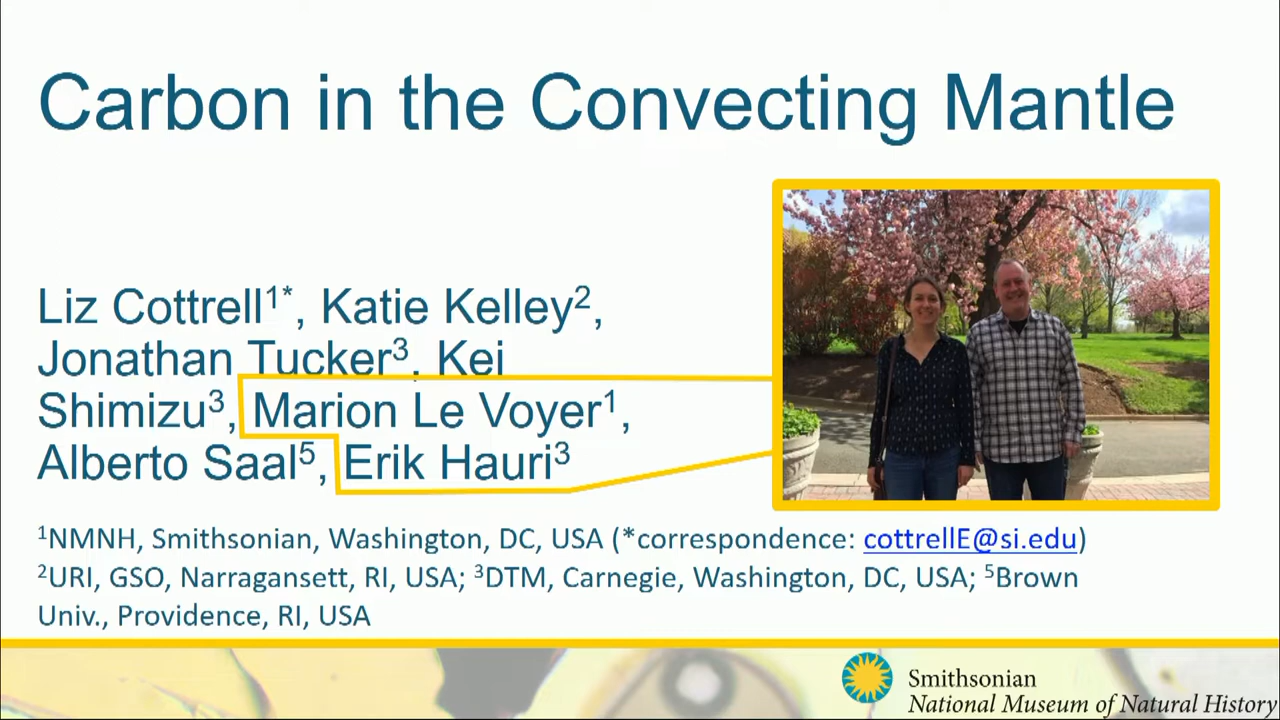 Carbon in the Convecting Mantle
Liz Cottrell¹*, Katie Kelley²,
Jonathan Tucker³, Kei
Shimizu³, Marion Le Voyer¹,
Alberto Saal⁵, Erik Hauri³
¹NMNH, Smithsonian, Washington, DC, USA (*correspondence: cottrellE@si.edu)
²URI, GSO, Narragansett, RI, USA; ³DTM, Carnegie, Washington, DC, USA; ⁵Brown
Univ., Providence, RI, USA
Smithsonian
National Museum of Natural History